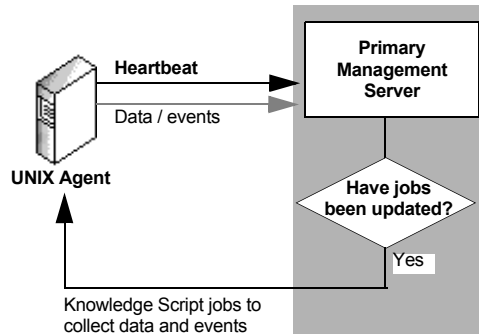 Heartbeat
Data / events
UNIX Agent
Primary
Management
Server
Have jobs
been updated?
Yes
Knowledge Script jobs to
collect data and events